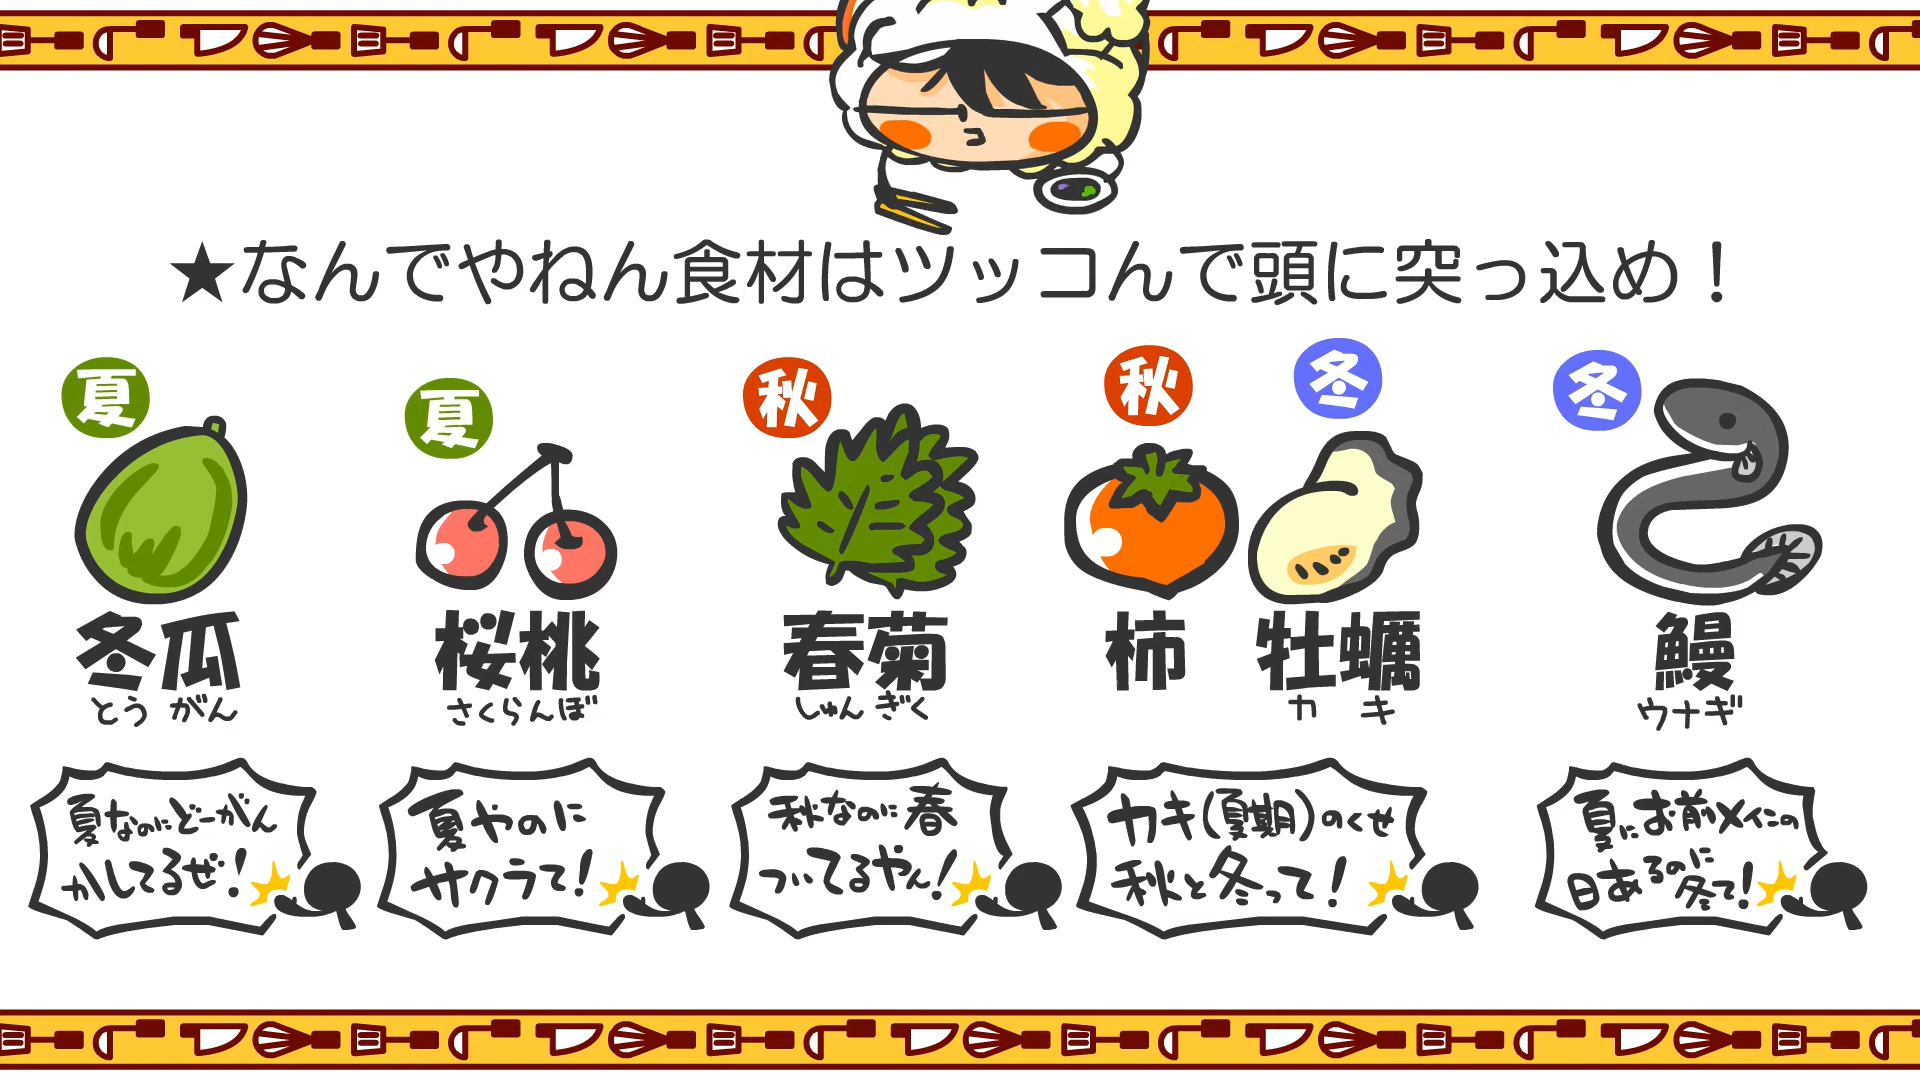 ★なんでやねん食材はツッコんで頭に突っ込め！
夏
夏
秋
秋
冬
冬
冬瓜
とうがん
桜桃
さくらんぼ
春菊
しゅんぎく
柿
牡蠣
カキ
鰻
ウナギ
夏なのにどーがん
かしてるぜ！
夏やのに
サクラて！
秋なのに春
ついてるやん！
カキ(夏期)のくせ
秋と冬って！
夏にお前メインの
日あるのに
冬て！